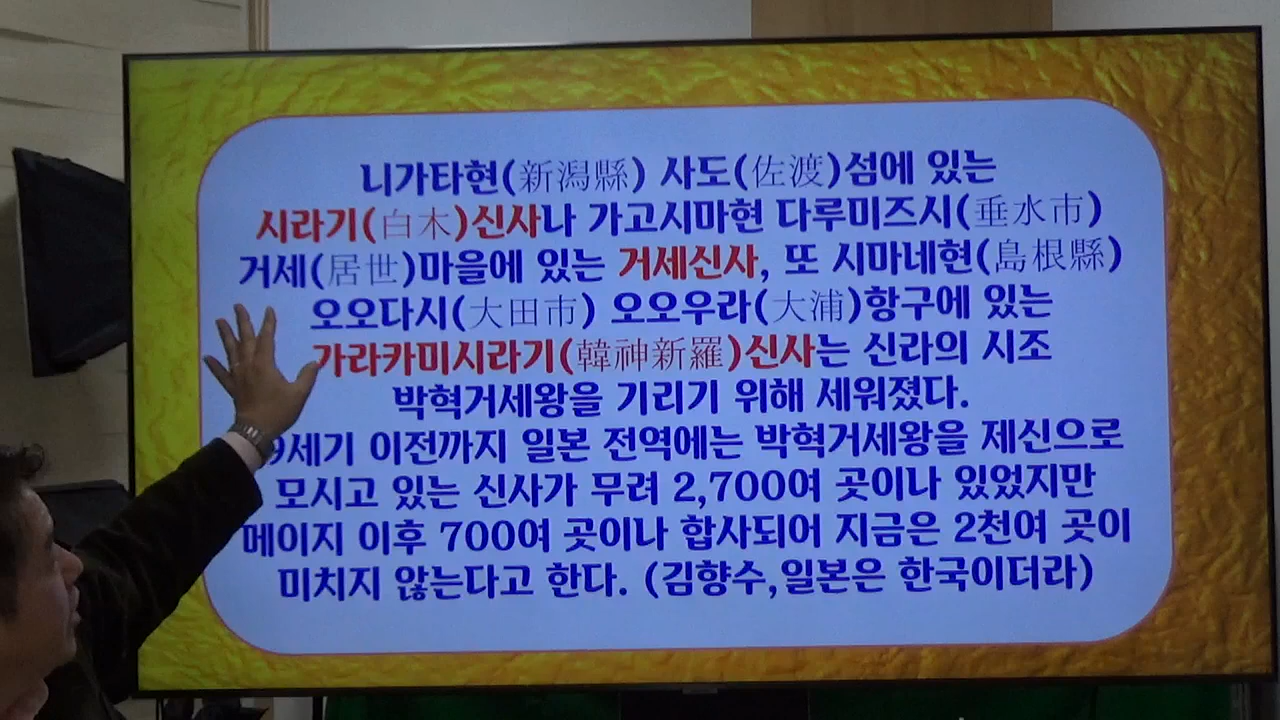 니가타현(新潟縣) 사도(佐渡)섬에 있는
시라기(白木)신사나 가고시마현 다루미즈시(垂水市)
거세(居世)마을에 있는 거세신사, 또 시마네현(島根縣)
오오다시(大田市) 오오우라(大浦)항구에 있는
가라카미시라기(韓神新羅)신사는 신라의 시조
박혁거세왕을 기리기 위해 세워졌다.
9세기 이전까지 일본 전역에는 박혁거세왕을 제신으로
모시고 있는 신사가 무려 2,700여 곳이나 있었지만
메이지 이후 700여 곳이나 합사되어 지금은 2천여 곳이
미치지 않는다고 한다. (김향수,일본은 한국이더라)